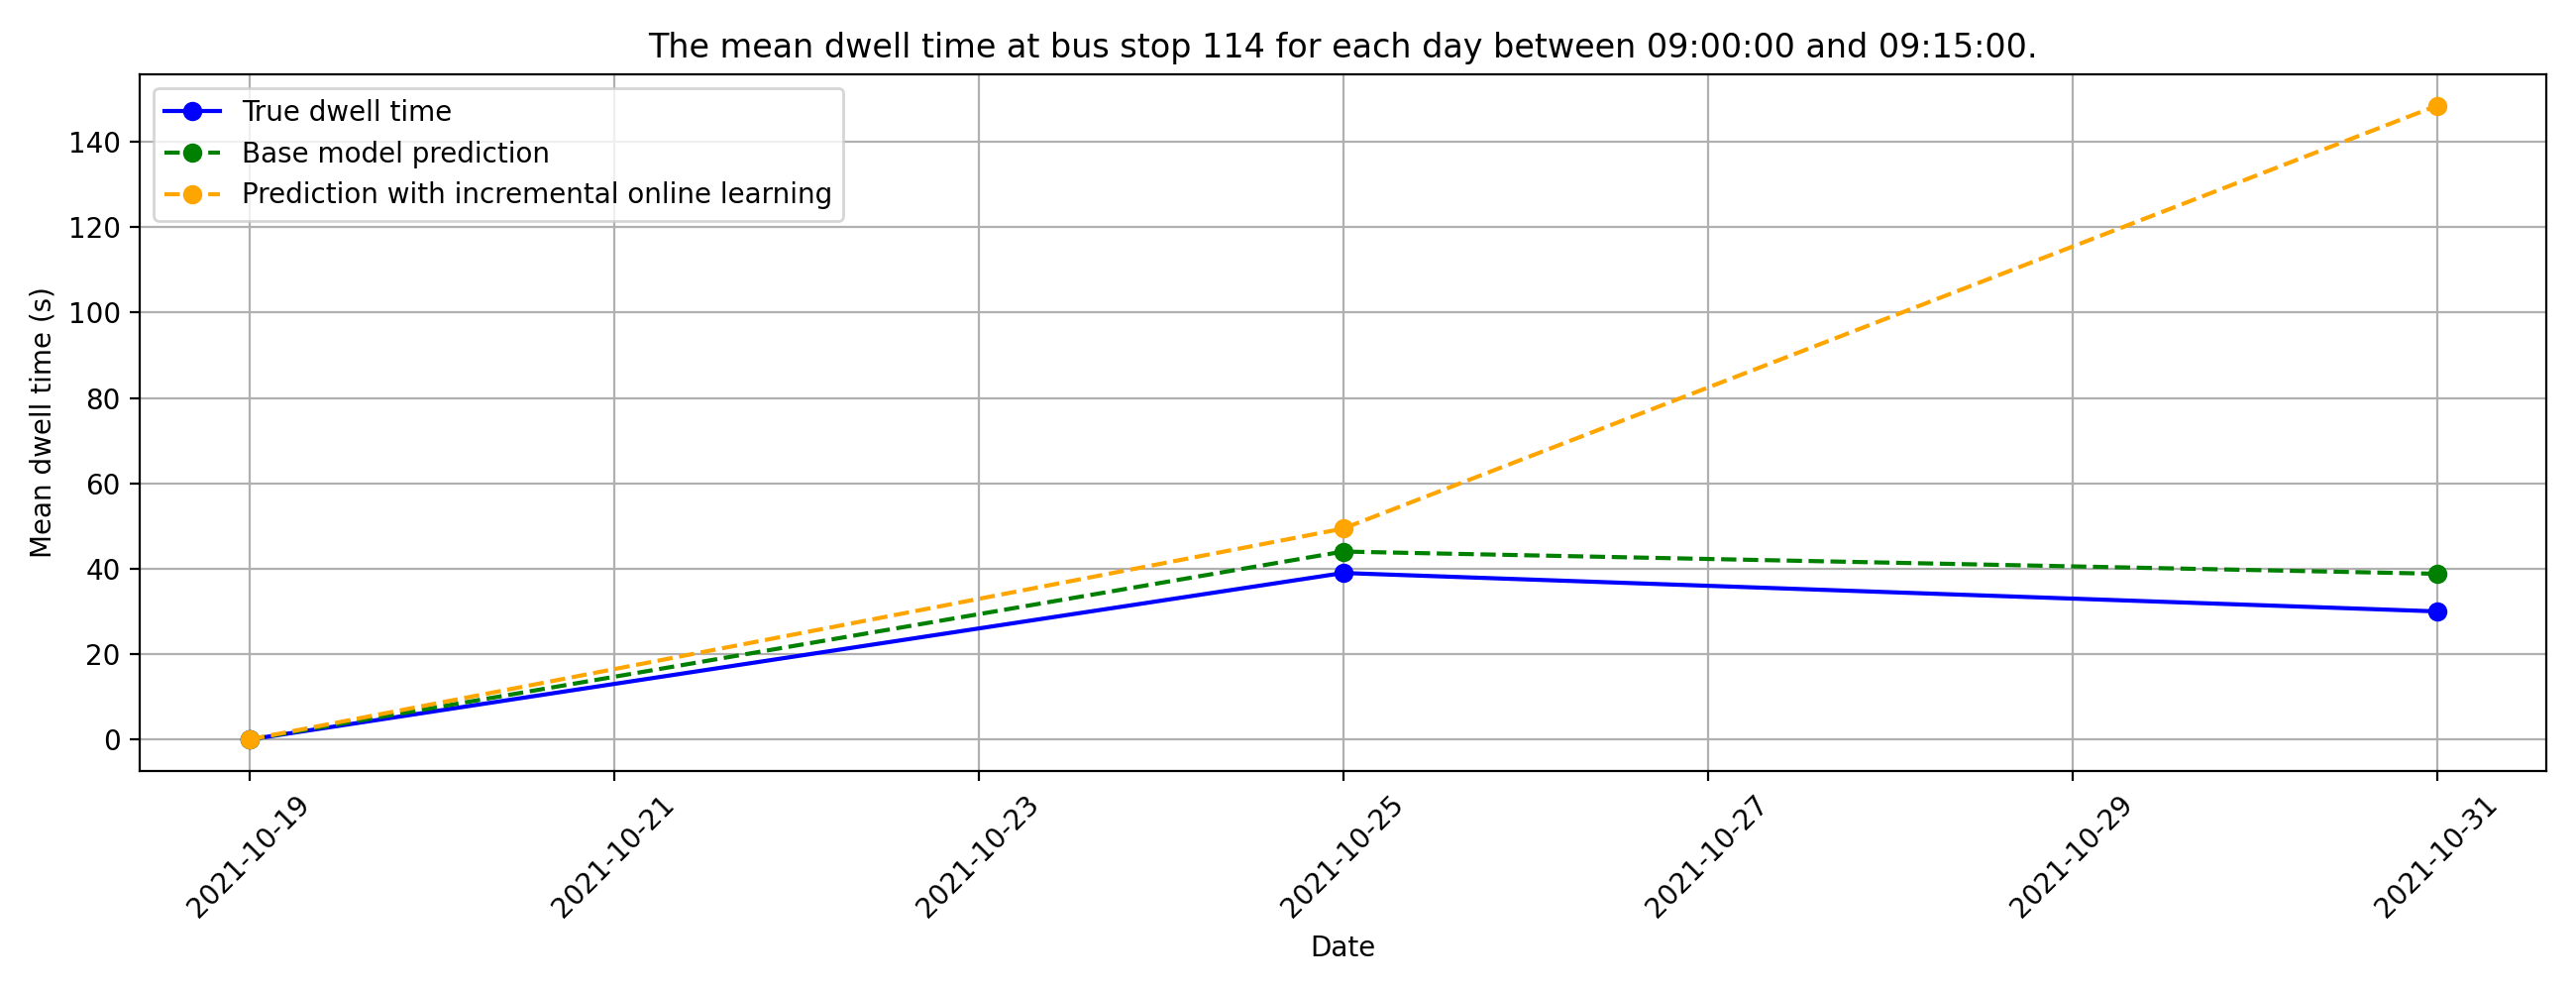 The mean dwell time at bus stop 114 for each day between 09:00:00 and 09:15:00.
True dwell time
Base model prediction
Prediction with incremental online learning
Mean dwell time (s)
140
120
100
80
60
40
20
0
2021-10-19
2021-10-21
2021-10-23
2021-10-25
2021-10-27
2021-10-29
2021-10-31
Date